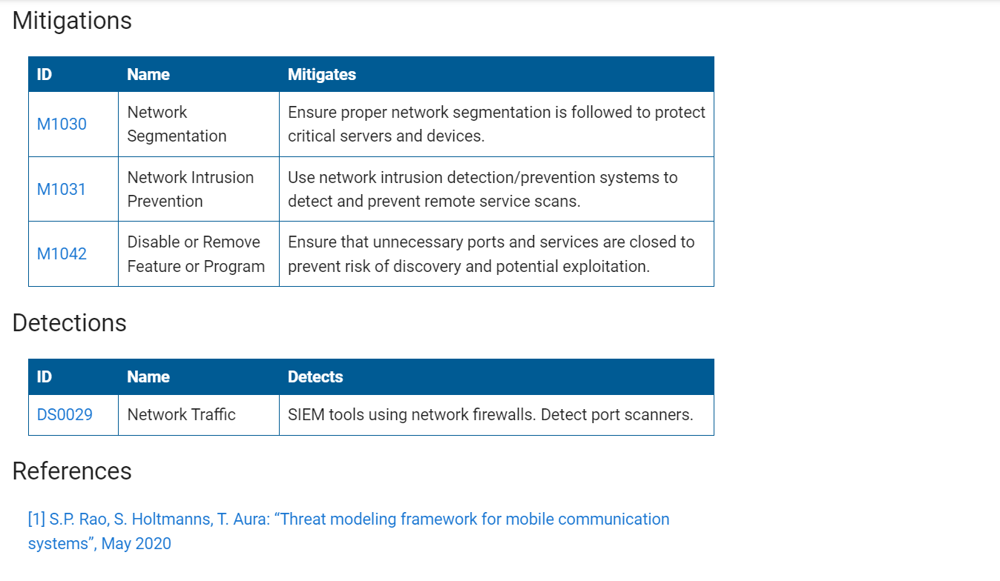 Mitigations
ID Name Mitigates
M1030 Network Segmentation Ensure proper network segmentation is followed to protect critical servers and devices.
M1031 Network Intrusion Prevention Use network intrusion detection/prevention systems to detect and prevent remote service scans.
M1042 Disable or Remove Feature or Program Ensure that unnecessary ports and services are closed to prevent risk of discovery and potential exploitation.
Detections
ID Name Detects
DS0029 Network Traffic SIEM tools using network firewalls. Detect port scanners.
References
[1] S.P. Rao, S. Holtmanns, T. Aura: “Threat modeling framework for mobile communication
systems”, May 2020